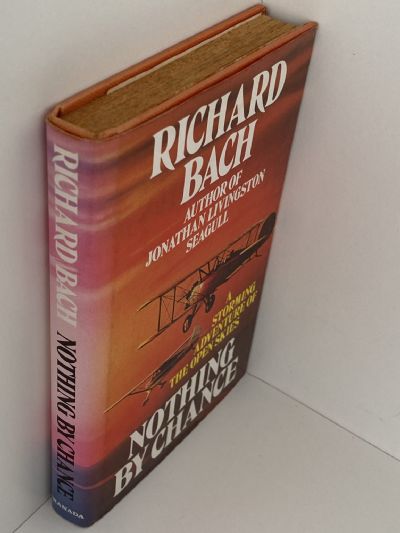 RICHARD
BACH
AUTHOR OF
JONATHAN LIVINGSTON
SEAGULL
A
STORMING
ADVENTURE OF
THE OPEN SKIES
NOTHING
BY CHANCE
RICHARD BACH NOTHING BY CHANCE
GRANADA